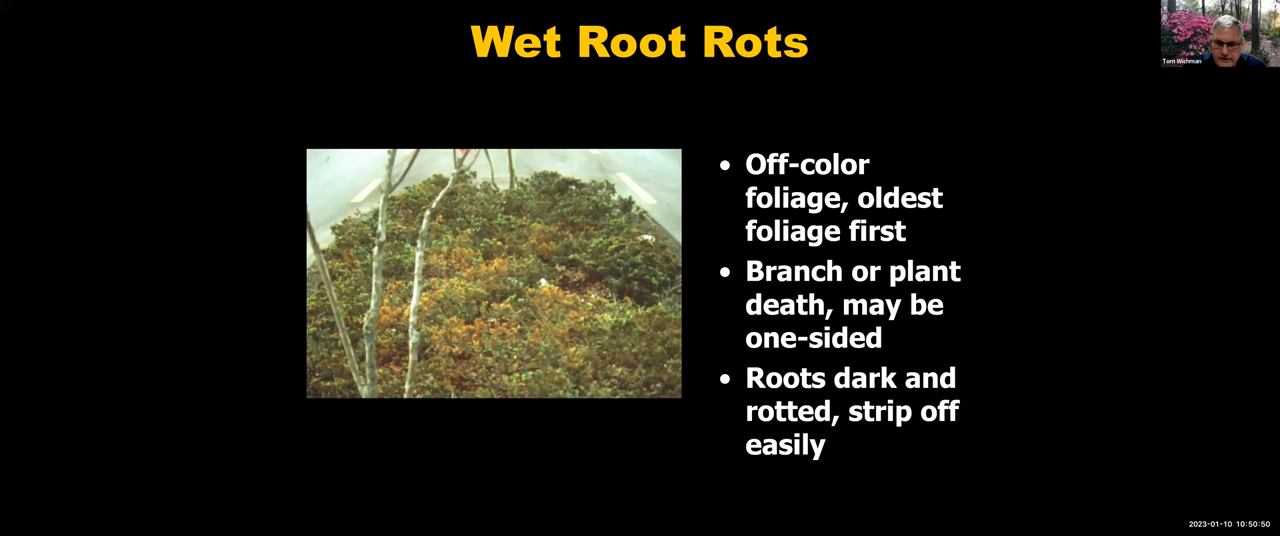 Wet Root Rots
Tom Wichman
• Off-color
foliage, oldest
foliage first
• Branch or plant
death, may be
one-sided
• Roots dark and
rotted, strip off
easily
2023-01-10 10:50:50